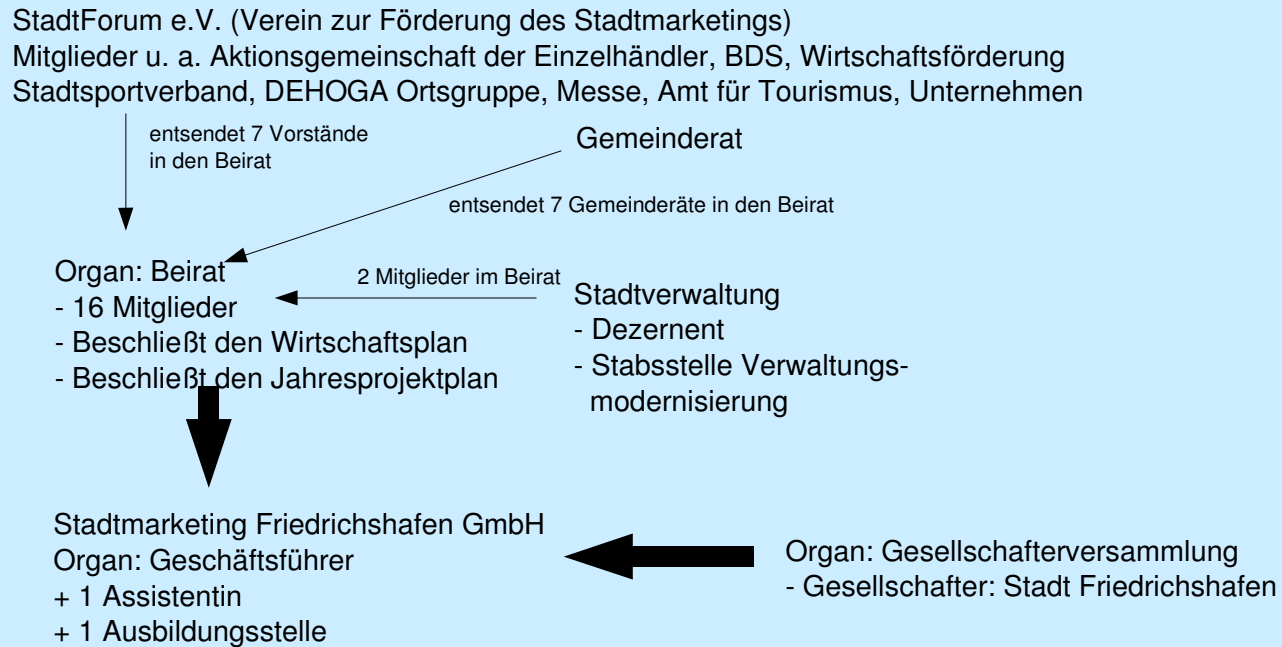 StadtForum e.V. (Verein zur Förderung des Stadtmarketings)
Mitglieder u. a. Aktionsgemeinschaft der Einzelhändler, BDS, Wirtschaftsförderung
Stadtsportverband, DEHOGA Ortsgruppe, Messe, Amt für Tourismus, Unternehmen
entsendet 7 Vorstände
in den Beirat
Gemeinderat
entsendet 7 Gemeinderäte in den Beirat
Organ: Beirat
- 16 Mitglieder
- Beschließt den Wirtschaftsplan
- Beschließt den Jahresprojektplan
2 Mitglieder im Beirat
Stadtverwaltung
- Dezernent
- Stabsstelle Verwaltungs-
modernisierung
Stadtmarketing Friedrichshafen GmbH
Organ: Geschäftsführer
+ 1 Assistentin
+ 1 Ausbildungsstelle
Organ: Gesellschafterversammlung
- Gesellschafter: Stadt Friedrichshafen